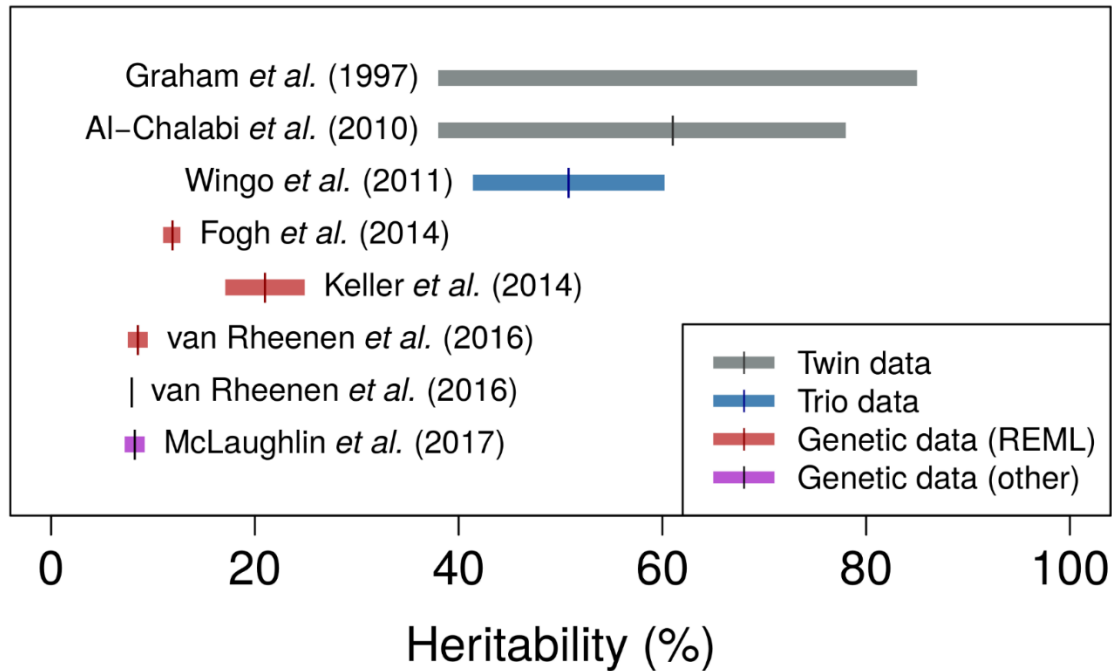 Graham et al. (1997)
Al−Chalabi et al. (2010)
Wingo et al. (2011)
Fogh et al. (2014)
Keller et al. (2014)
van Rheenen et al. (2016)
van Rheenen et al. (2016)
McLaughlin et al. (2017)
Twin data
Trio data
Genetic data (REML)
Genetic data (other)
0 20 40 60 80 100
Heritability (%)